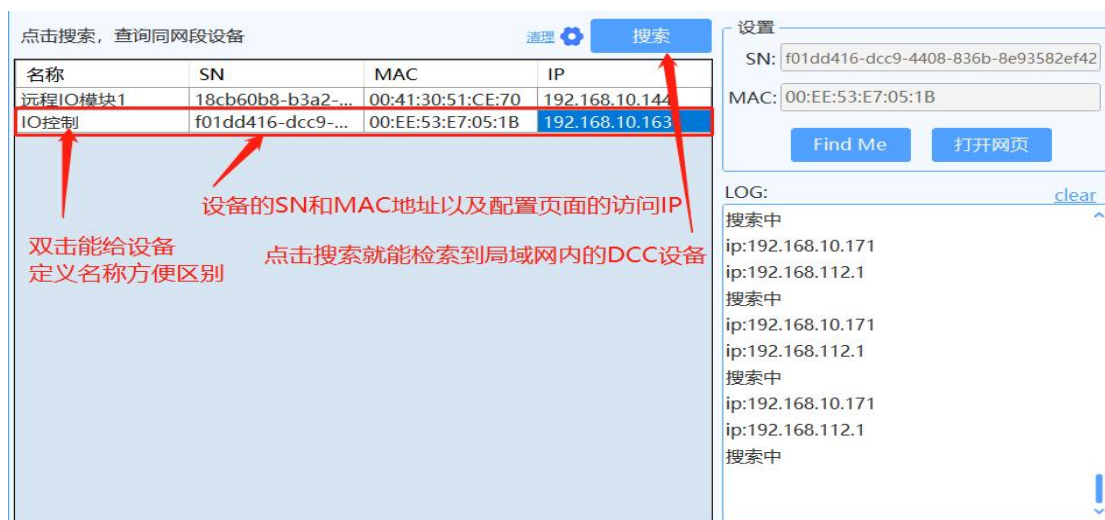 点击搜索，查询同网段设备
清理
搜索
名称 SN MAC IP
远程IO模块1 18cb60b8-b3a2-... 00:41:30:51:CE:70 192.168.10.144
IO控制 f01dd416-dcc9-... 00:EE:53:E7:05:1B 192.168.10.163
设备的SN和MAC地址以及配置页面的访问IP
双击能给设备
定义名称方便区别
点击搜索就能检索到局域网内的DCC设备
设置
SN: f01dd416-dcc9-4408-836b-8e93582ef42
MAC: 00:EE:53:E7:05:1B
Find Me
打开网页
LOG:
clear
搜索中
ip:192.168.10.171
ip:192.168.112.1
搜索中
ip:192.168.10.171
ip:192.168.112.1
搜索中
ip:192.168.10.171
ip:192.168.112.1
搜索中